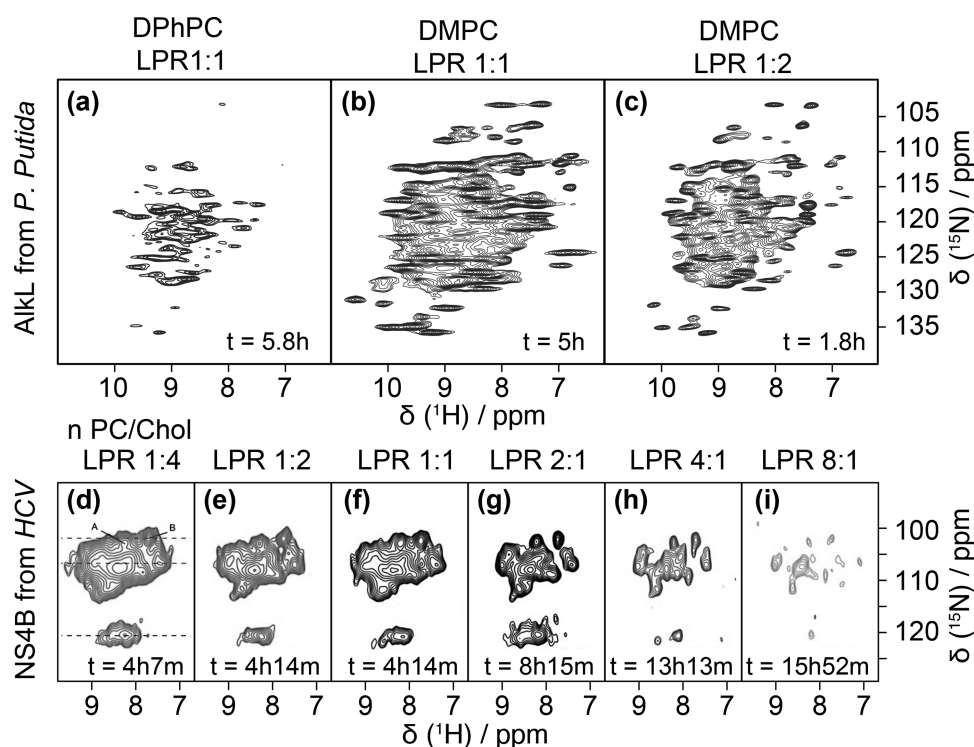 DPhPC
LPR1:1
DMPC
LPR 1:1
DMPC
LPR 1:2
AlkL from P. Putida
(a)
t = 5.8h
(b)
t = 5h
(c)
t = 1.8h
105
110
115
120
125
130
135
δ (¹⁵N) / ppm
10 9 8 7
10 9 8 7
10 9 8 7
δ (¹H) / ppm
n PC/Chol
LPR 1:4
LPR 1:2
LPR 1:1
LPR 2:1
LPR 4:1
LPR 8:1
NS4B from HCV
(d)
A
B
t = 4h7m
(e)
t = 4h14m
(f)
t = 4h14m
(g)
t = 8h15m
(h)
t = 13h13m
(i)
t = 15h52m
100
110
120
δ (¹⁵N) / ppm
9 8 7
9 8 7
9 8 7
9 8 7
9 8 7
9 8 7
δ (¹H) / ppm